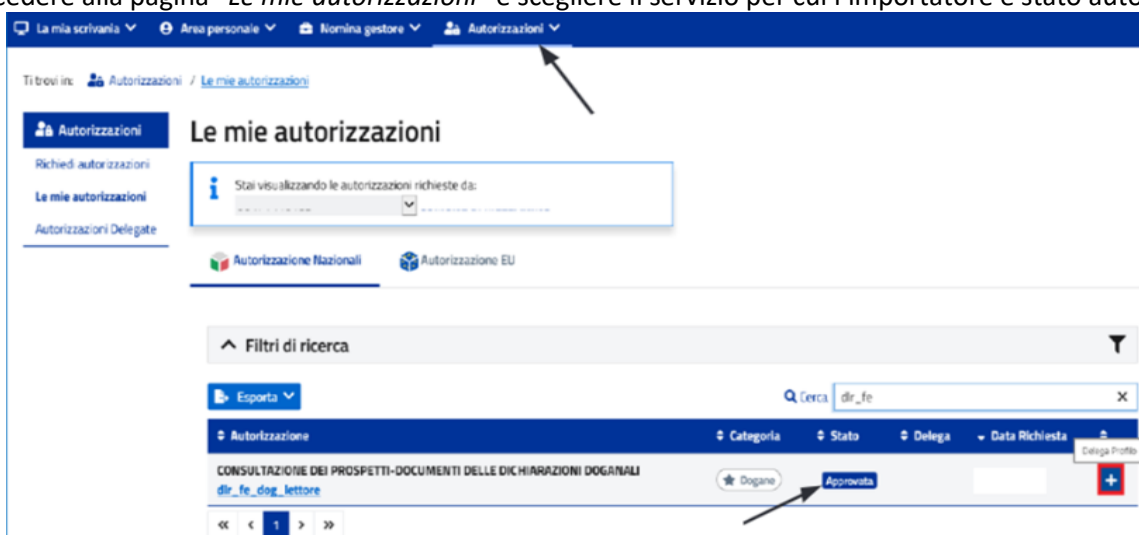 cedere alla pagina "Le mie autorizzazioni" e scegliere il servizio per cui l'importatore è stato auto
La mia scrivania Area personale Nomina gestore Autorizzazioni
Ti trovi in: Autorizzazioni / Le mie autorizzazioni
Autorizzazioni
Richiedi autorizzazioni
Le mie autorizzazioni
Autorizzazioni Delegate
Le mie autorizzazioni
Stai visualizzando le autorizzazioni richieste da:
Autorizzazione Nazionali Autorizzazione EU
Filtri di ricerca
Esporta Cerca dlr_fe X
Autorizzazione Categoria Stato Delega Data Richiesta
Delega Profilo
CONSULTAZIONE DEI PROSPETTI-DOCUMENTI DELLE DICHIARAZIONI DOGANALI
dlr_fe_dog_lettore Dogane Approvata +
« < 1 > »